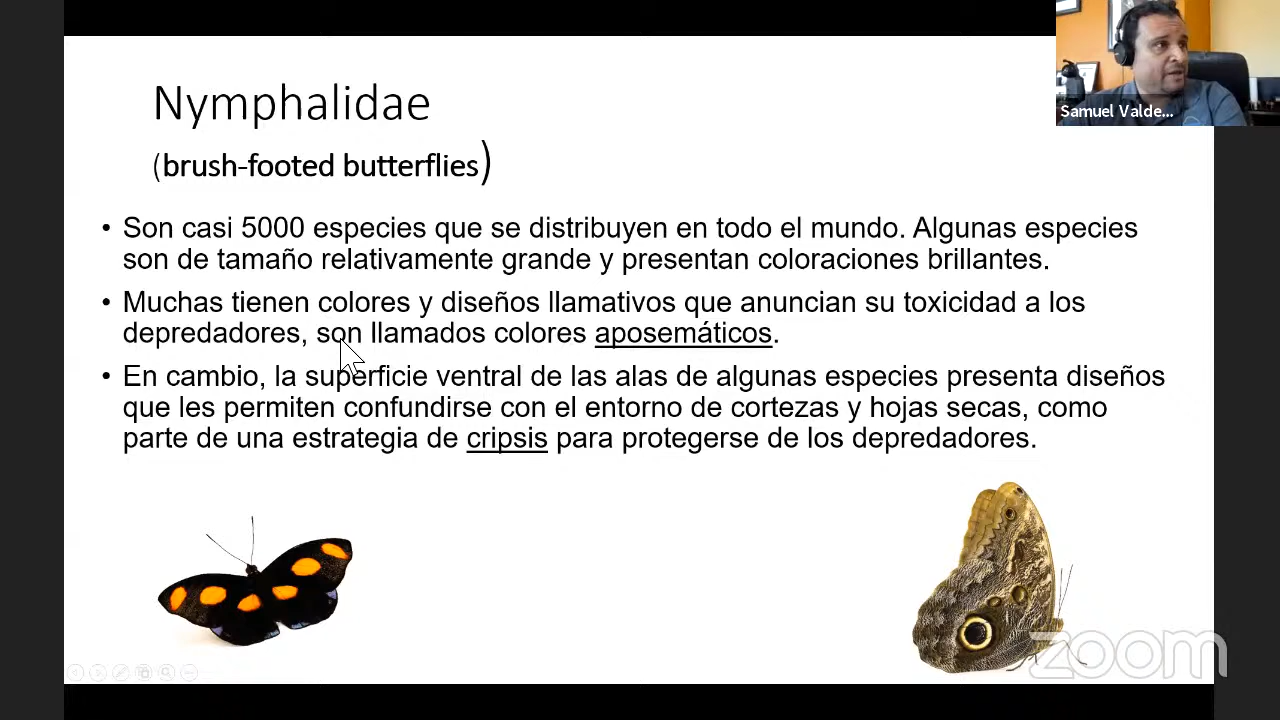 Nymphalidae
(brush-footed butterflies)
• Son casi 5000 especies que se distribuyen en todo el mundo. Algunas especies
son de tamaño relativamente grande y presentan coloraciones brillantes.
• Muchas tienen colores y diseños llamativos que anuncian su toxicidad a los
depredadores, son llamados colores aposemáticos.
• En cambio, la superficie ventral de las alas de algunas especies presenta diseños
que les permiten confundirse con el entorno de cortezas y hojas secas, como
parte de una estrategia de cripsis para protegerse de los depredadores.
Samuel Valde...
zoom